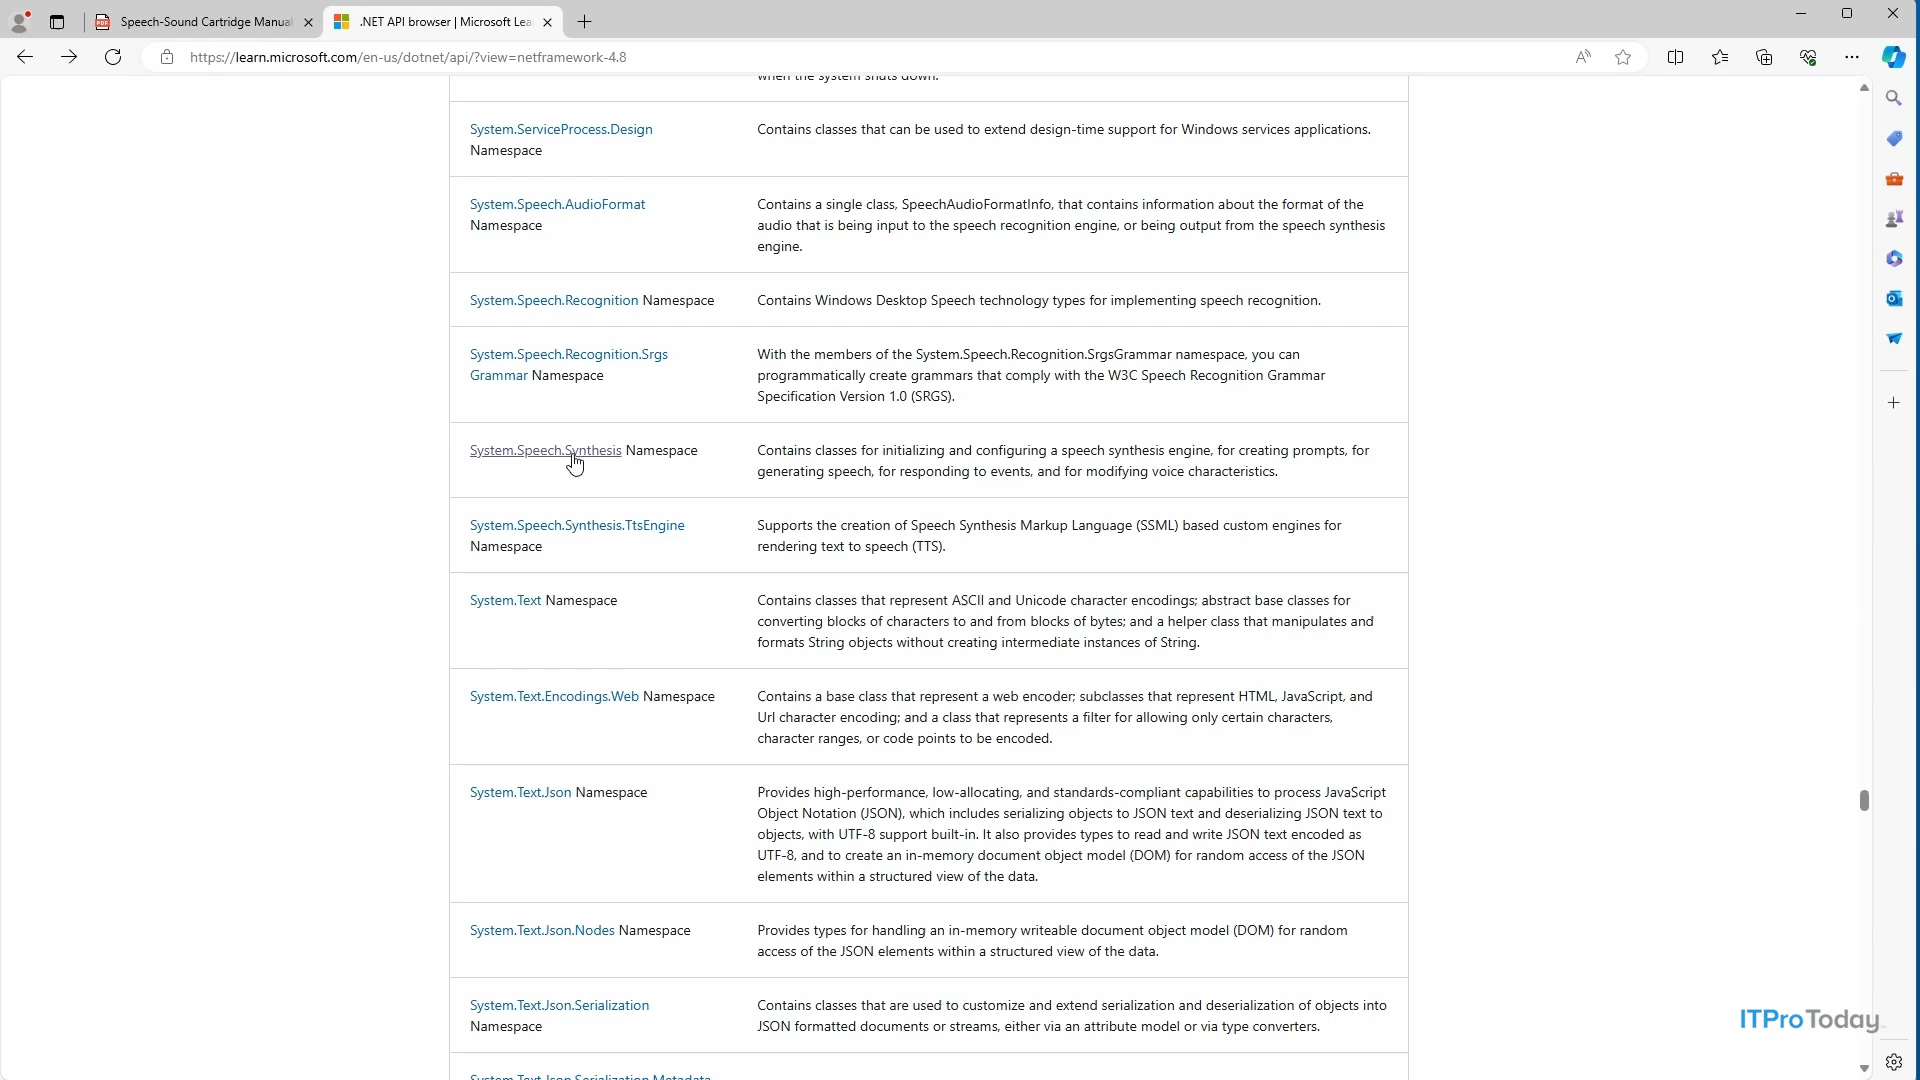 Speech-Sound Cartridge Manual
.NET API browser | Microsoft Lea
https://learn.microsoft.com/en-us/dotnet/api/?view=netframework-4.8
when the system shuts down.
System.ServiceProcess.Design
Namespace
Contains classes that can be used to extend design-time support for Windows services applications.
System.Speech.AudioFormat
Namespace
Contains a single class, SpeechAudioFormatInfo, that contains information about the format of the
audio that is being input to the speech recognition engine, or being output from the speech synthesis
engine.
System.Speech.Recognition Namespace
Contains Windows Desktop Speech technology types for implementing speech recognition.
System.Speech.Recognition.Srgs
Grammar Namespace
With the members of the System.Speech.Recognition.SrgsGrammar namespace, you can
programmatically create grammars that comply with the W3C Speech Recognition Grammar
Specification Version 1.0 (SRGS).
System.Speech.Synthesis Namespace
Contains classes for initializing and configuring a speech synthesis engine, for creating prompts, for
generating speech, for responding to events, and for modifying voice characteristics.
System.Speech.Synthesis.TtsEngine
Namespace
Supports the creation of Speech Synthesis Markup Language (SSML) based custom engines for
rendering text to speech (TTS).
System.Text Namespace
Contains classes that represent ASCII and Unicode character encodings; abstract base classes for
converting blocks of characters to and from blocks of bytes; and a helper class that manipulates and
formats String objects without creating intermediate instances of String.
System.Text.Encodings.Web Namespace
Contains a base class that represent a web encoder; subclasses that represent HTML, JavaScript, and
Url character encoding; and a class that represents a filter for allowing only certain characters,
character ranges, or code points to be encoded.
System.Text.Json Namespace
Provides high-performance, low-allocating, and standards-compliant capabilities to process JavaScript
Object Notation (JSON), which includes serializing objects to JSON text and deserializing JSON text to
objects, with UTF-8 support built-in. It also provides types to read and write JSON text encoded as
UTF-8, and to create an in-memory document object model (DOM) for random access of the JSON
elements within a structured view of the data.
System.Text.Json.Nodes Namespace
Provides types for handling an in-memory writeable document object model (DOM) for random
access of the JSON elements within a structured view of the data.
System.Text.Json.Serialization
Namespace
Contains classes that are used to customize and extend serialization and deserialization of objects into
JSON formatted documents or streams, either via an attribute model or via type converters.
System.Text.Json.Serialization.Metadata
ITPro Today